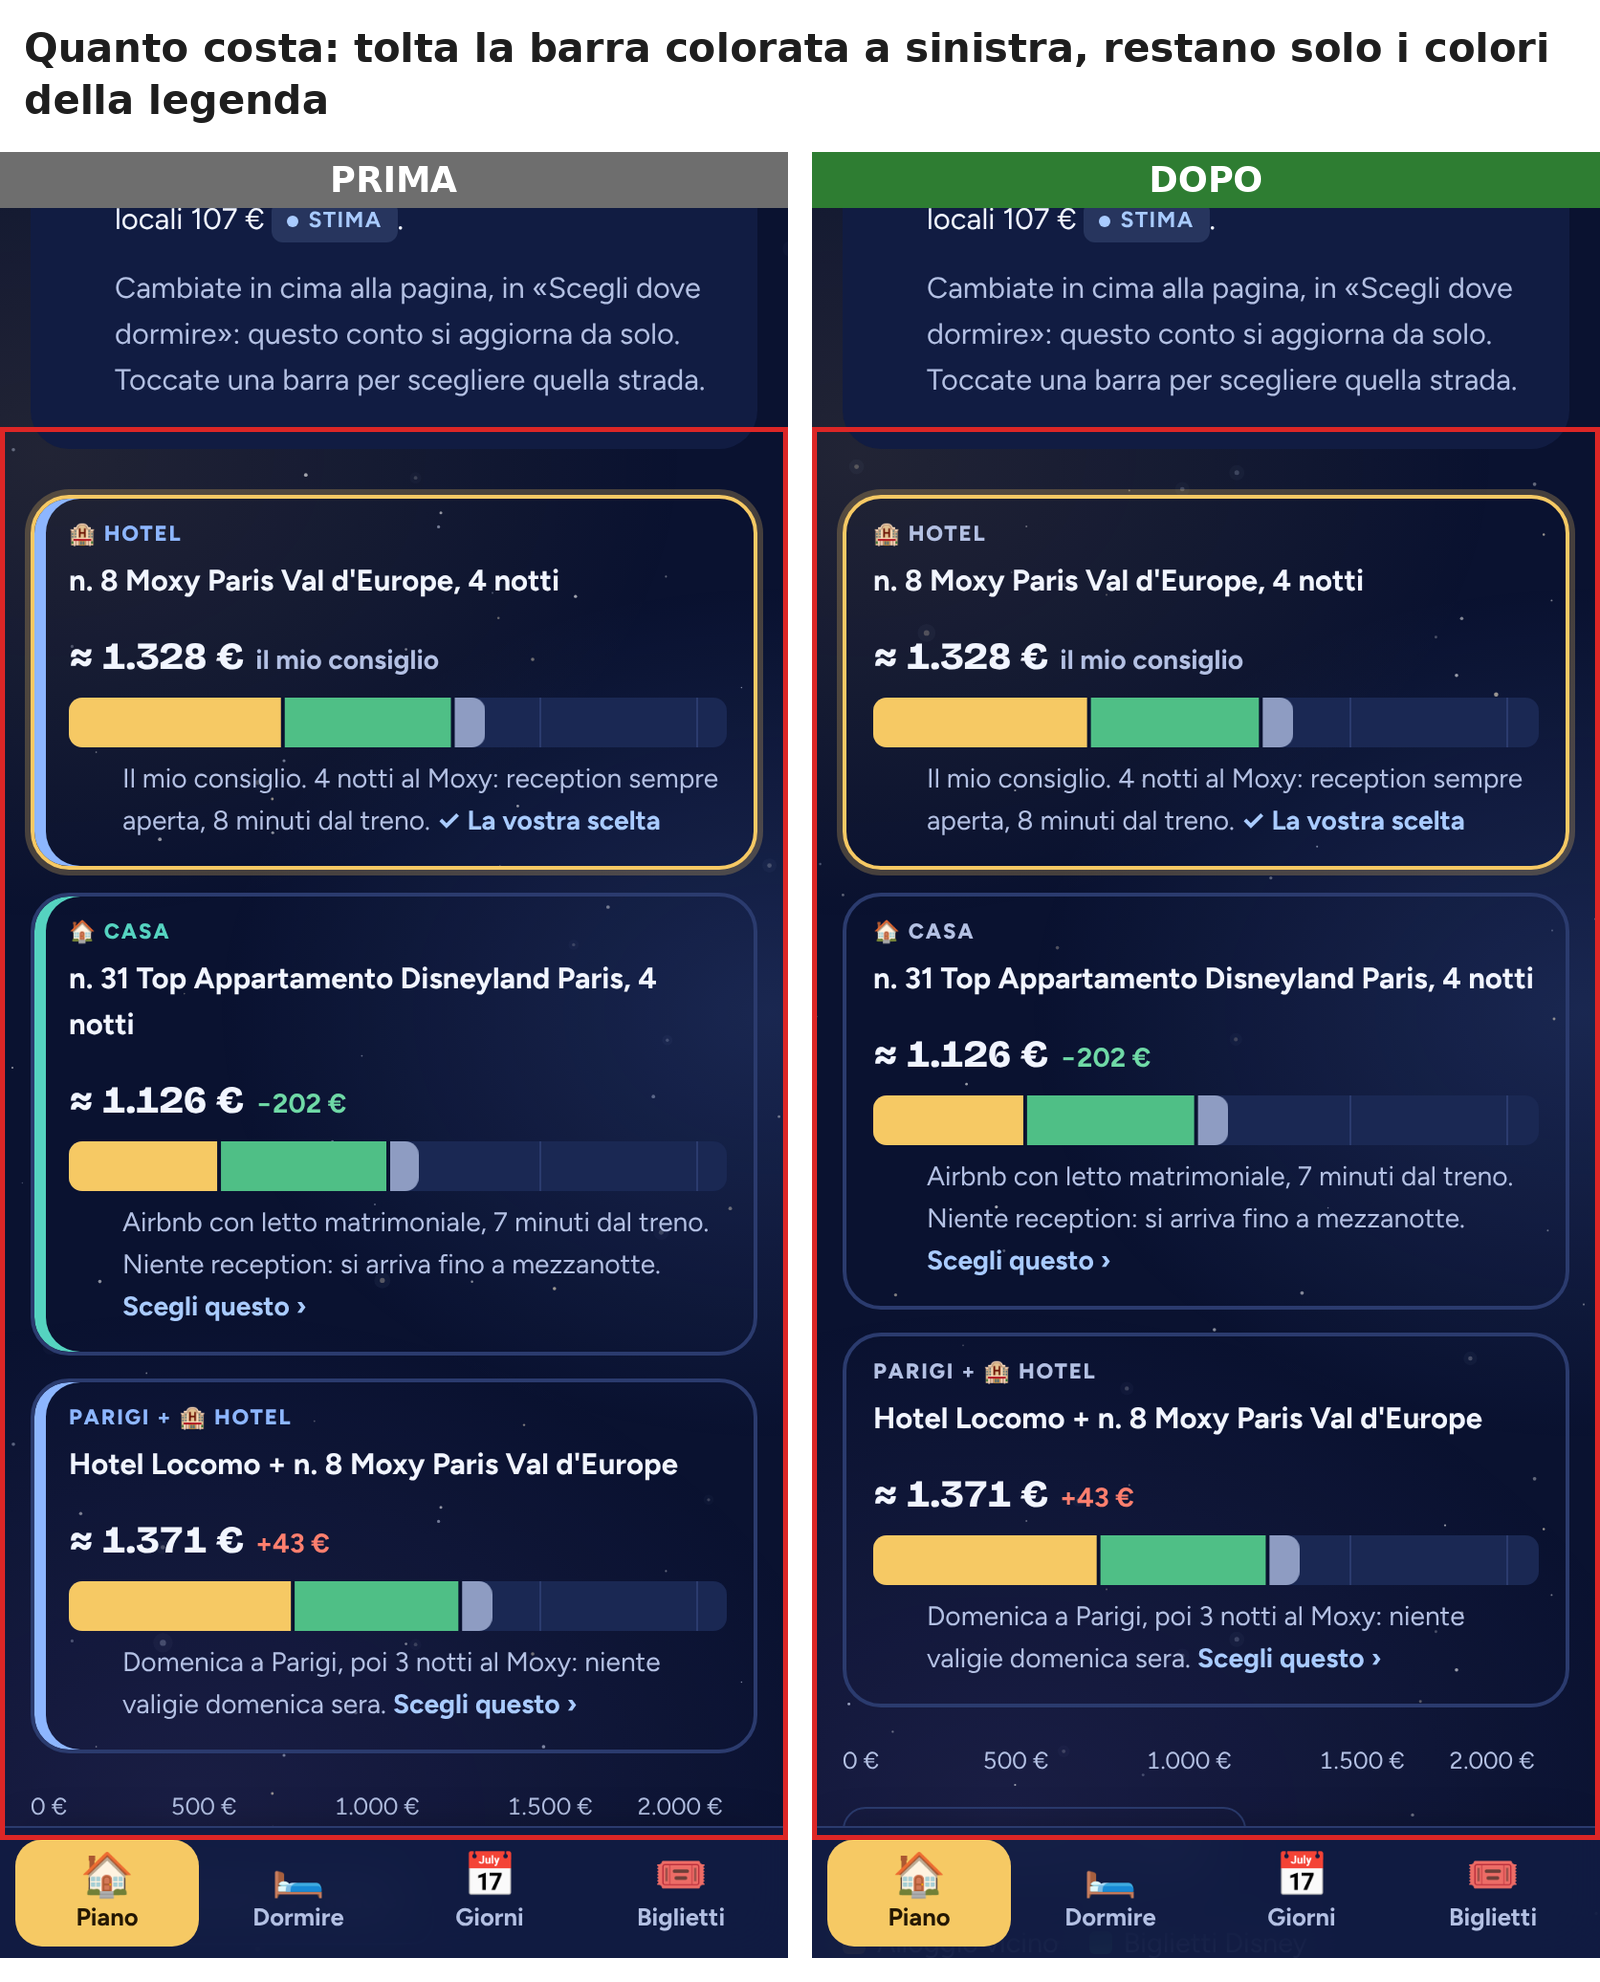 Quanto costa: tolta la barra colorata a sinistra, restano solo i colori
della legenda
PRIMA
locali 107 € • STIMA .
Cambiate in cima alla pagina, in «Scegli dove
dormire»: questo conto si aggiorna da solo.
Toccate una barra per scegliere quella strada.
HOTEL
n. 8 Moxy Paris Val d'Europe, 4 notti
≈ 1.328 € il mio consiglio
Il mio consiglio. 4 notti al Moxy: reception sempre
aperta, 8 minuti dal treno. ✓ La vostra scelta
CASA
n. 31 Top Appartamento Disneyland Paris, 4
notti
≈ 1.126 € −202 €
Airbnb con letto matrimoniale, 7 minuti dal treno.
Niente reception: si arriva fino a mezzanotte.
Scegli questo ›
PARIGI + 🏨 HOTEL
Hotel Locomo + n. 8 Moxy Paris Val d'Europe
≈ 1.371 € +43 €
Domenica a Parigi, poi 3 notti al Moxy: niente
valigie domenica sera. Scegli questo ›
0 € 500 € 1.000 € 1.500 € 2.000 €
July
17
Piano Dormire Giorni Biglietti
DOPO
locali 107 € • STIMA .
Cambiate in cima alla pagina, in «Scegli dove
dormire»: questo conto si aggiorna da solo.
Toccate una barra per scegliere quella strada.
HOTEL
n. 8 Moxy Paris Val d'Europe, 4 notti
≈ 1.328 € il mio consiglio
Il mio consiglio. 4 notti al Moxy: reception sempre
aperta, 8 minuti dal treno. ✓ La vostra scelta
CASA
n. 31 Top Appartamento Disneyland Paris, 4 notti
≈ 1.126 € −202 €
Airbnb con letto matrimoniale, 7 minuti dal treno.
Niente reception: si arriva fino a mezzanotte.
Scegli questo ›
PARIGI + 🏨 HOTEL
Hotel Locomo + n. 8 Moxy Paris Val d'Europe
≈ 1.371 € +43 €
Domenica a Parigi, poi 3 notti al Moxy: niente
valigie domenica sera. Scegli questo ›
0 € 500 € 1.000 € 1.500 € 2.000 €
July
17
Piano Dormire Giorni Biglietti
Biglietti Disney